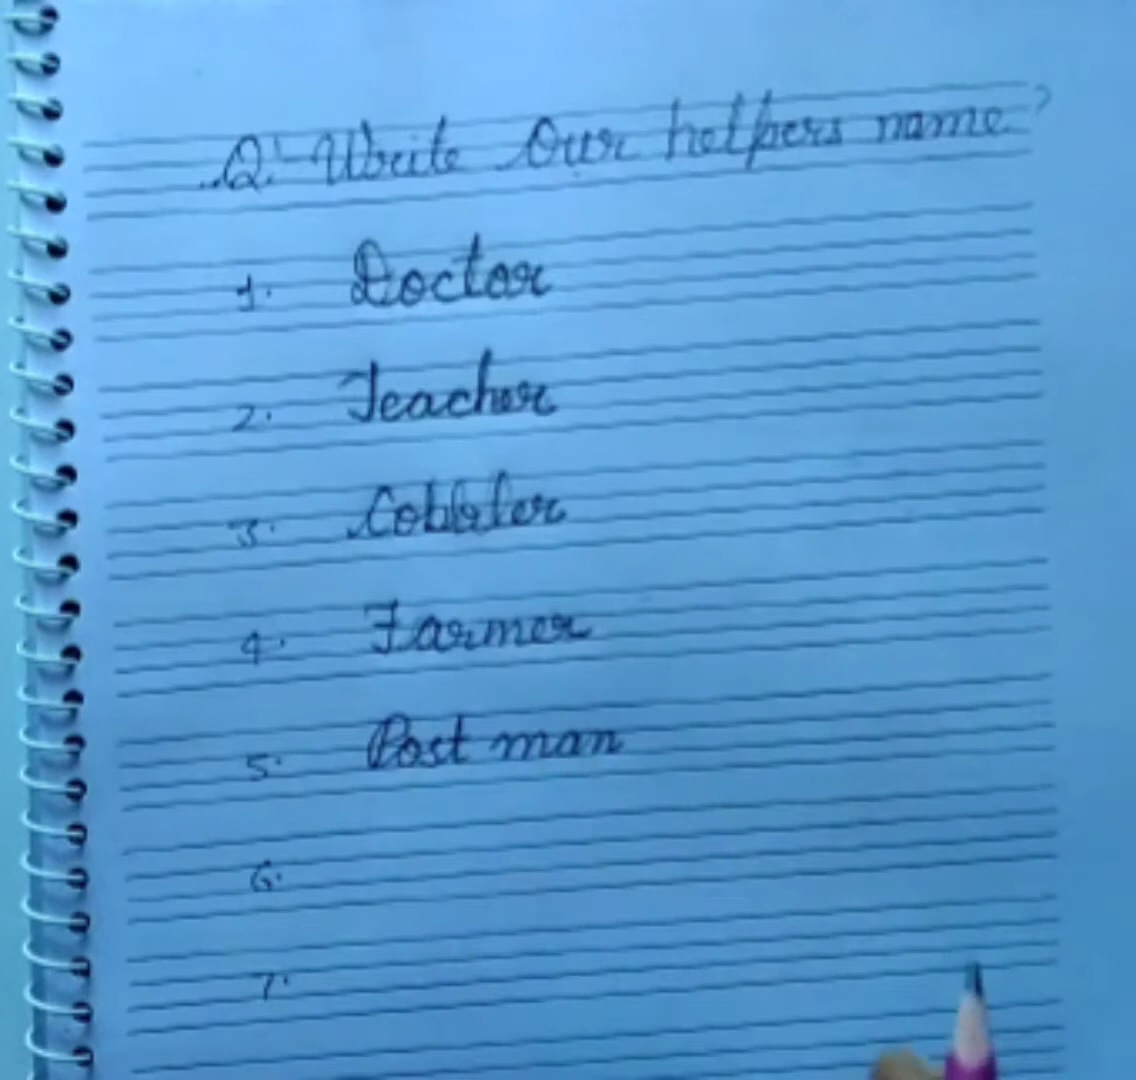 Q:- Write Our helpers name?
1. Doctor
2. Teacher
3. Cobbler
4. Farmer
5. Post man
6.
7.